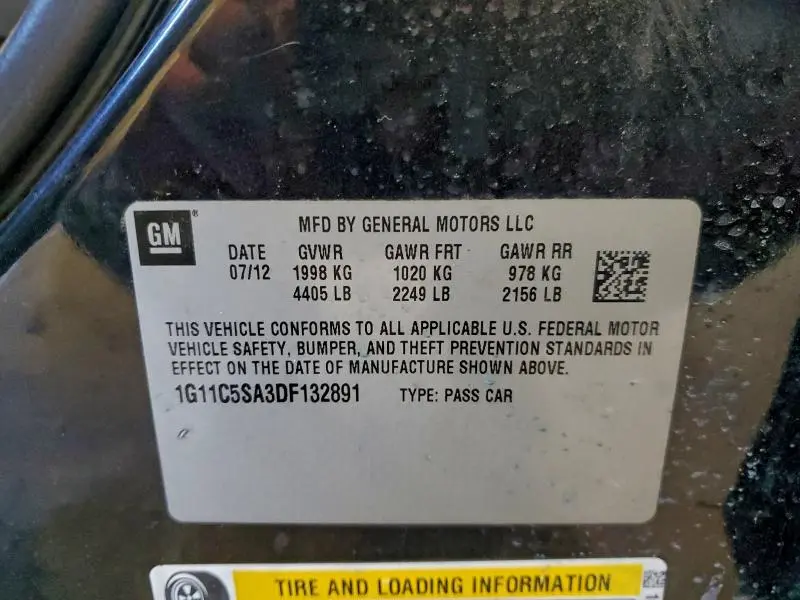 GM®
MFD BY GENERAL MOTORS LLC
DATE GVWR GAWR FRT GAWR RR
07/12 1998 KG 1020 KG 978 KG
4405 LB 2249 LB 2156 LB
THIS VEHICLE CONFORMS TO ALL APPLICABLE U.S. FEDERAL MOTOR
VEHICLE SAFETY, BUMPER, AND THEFT PREVENTION STANDARDS IN
EFFECT ON THE DATE OF MANUFACTURE SHOWN ABOVE.
1G11C5SA3DF132891 TYPE: PASS CAR
TIRE AND LOADING INFORMATION